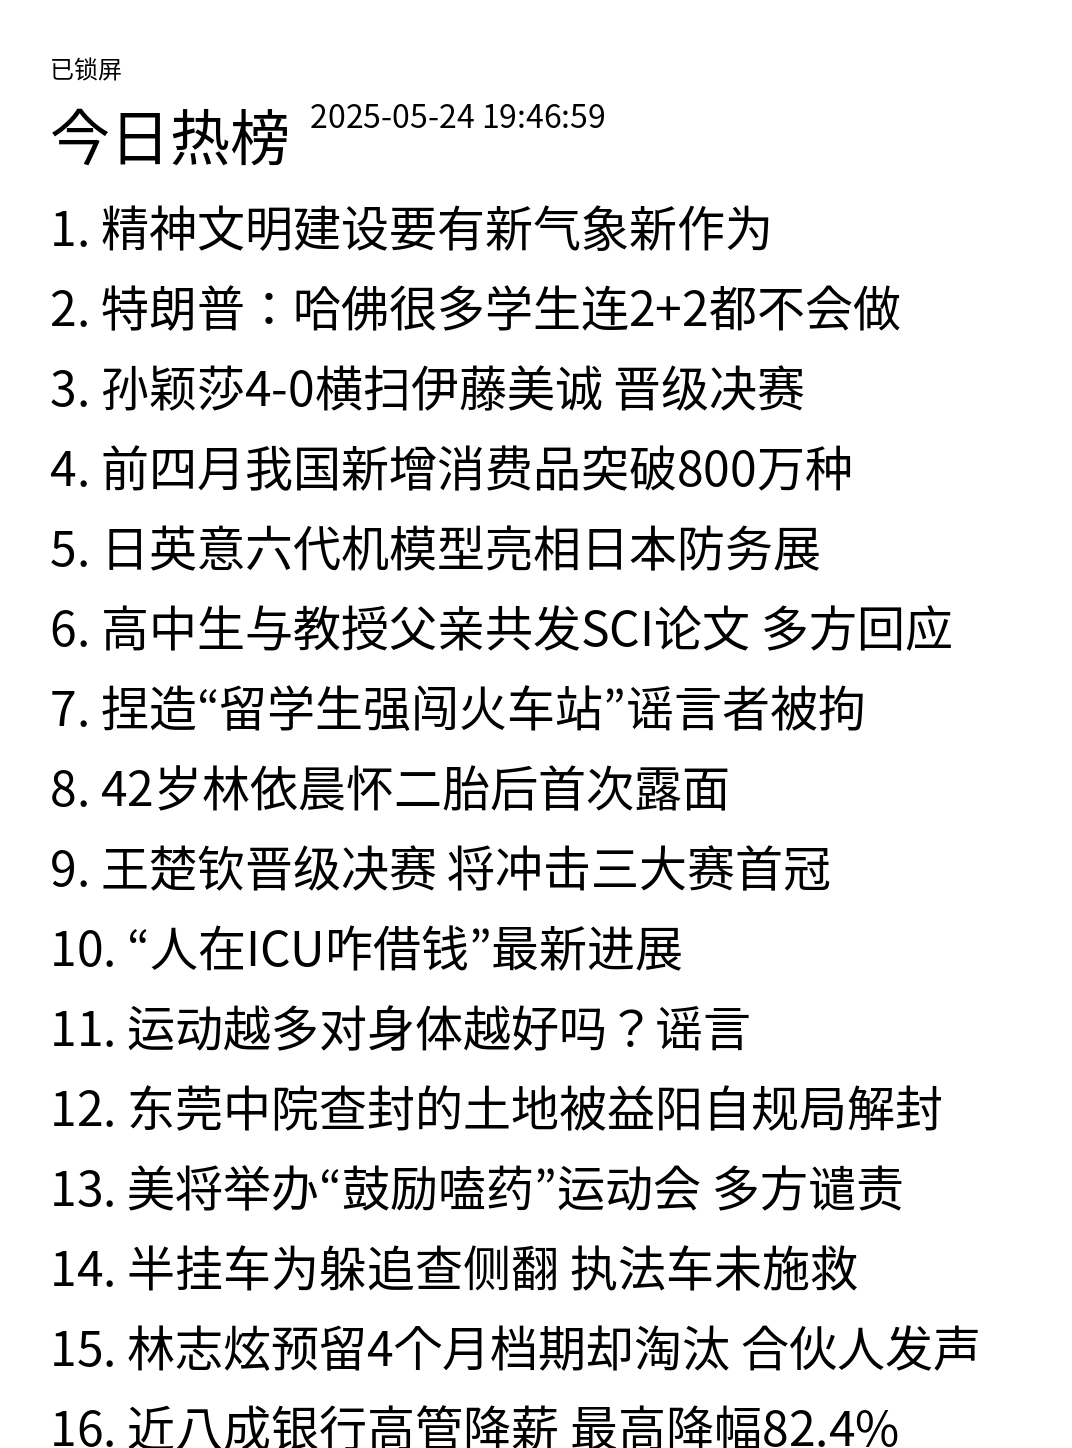 已锁屏
今日热榜 2025-05-24 19:46:59
1. 精神文明建设要有新气象新作为
2. 特朗普：哈佛很多学生连2+2都不会做
3. 孙颖莎4-0横扫伊藤美诚 晋级决赛
4. 前四月我国新增消费品突破800万种
5. 日英意六代机模型亮相日本防务展
6. 高中生与教授父亲共发SCI论文 多方回应
7. 捏造“留学生强闯火车站”谣言者被拘
8. 42岁林依晨怀二胎后首次露面
9. 王楚钦晋级决赛 将冲击三大赛首冠
10. “人在ICU咋借钱”最新进展
11. 运动越多对身体越好吗？谣言
12. 东莞中院查封的土地被益阳自规局解封
13. 美将举办“鼓励嗑药”运动会 多方谴责
14. 半挂车为躲追查侧翻 执法车未施救
15. 林志炫预留4个月档期却淘汰 合伙人发声
16. 近八成银行高管降薪 最高降幅82.4%